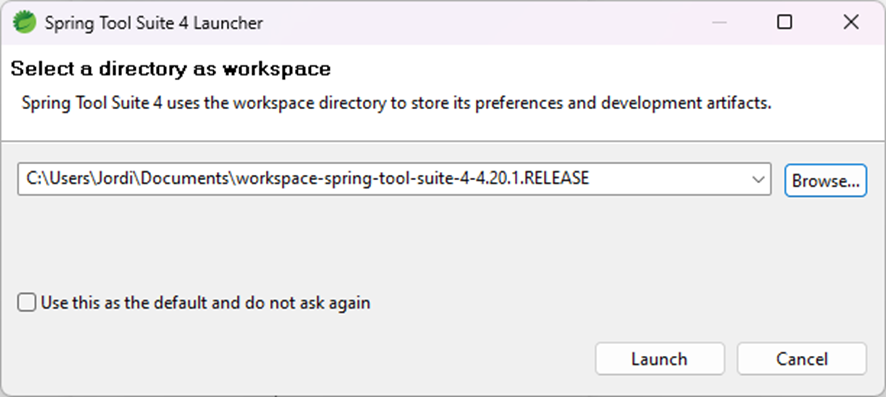 Spring Tool Suite 4 Launcher
Select a directory as workspace
Spring Tool Suite 4 uses the workspace directory to store its preferences and development artifacts.
C:\Users\Jordi\Documents\workspace-spring-tool-suite-4-4.20.1.RELEASE
Browse...
Use this as the default and do not ask again
Launch
Cancel